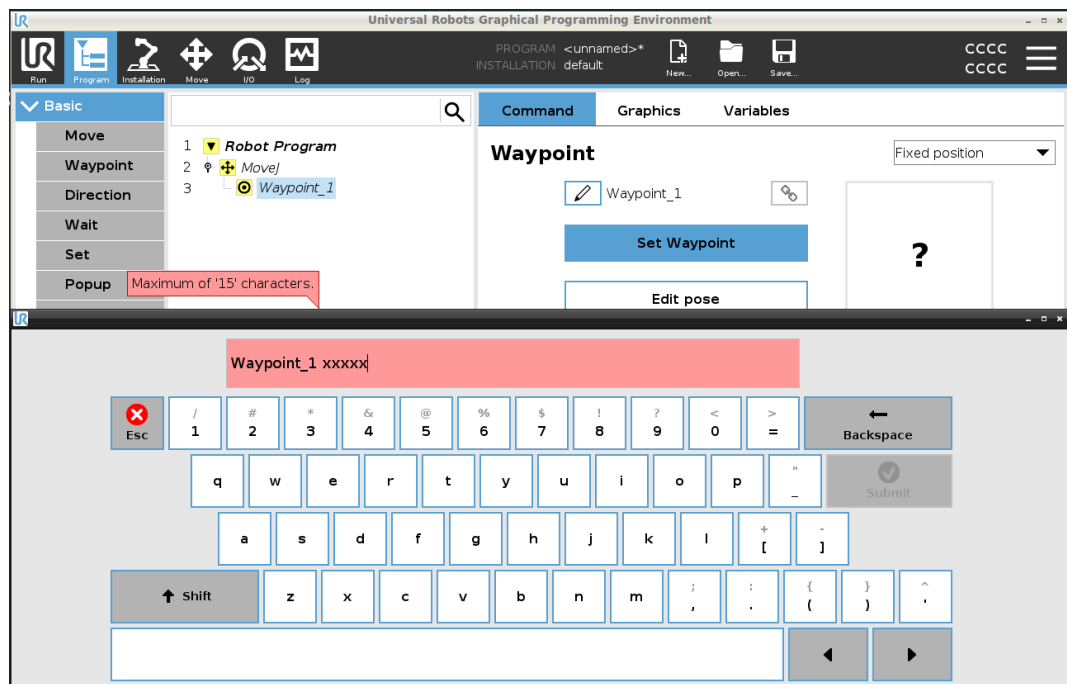 UR
Universal Robots Graphical Programming Environment
UR
Run
Program
Installation
Move
I/O
Log
PROGRAM <unnamed>*
INSTALLATION default
New...
Open...
Save...
CCCC
CCCC
Basic
Move
Waypoint
Direction
Wait
Set
Popup
1 Robot Program
2 MoveJ
3 Waypoint_1
Command Graphics Variables
Waypoint
Fixed position
Waypoint_1
Set Waypoint
?
Edit pose
Maximum of '15' characters.
UR
Waypoint_1 xxxxx
Esc
/ # * & @ % $ ! ? < >
1 2 3 4 5 6 7 8 9 0 =
Backspace
q w e r t y u i o p " _
Submit
a s d f g h j k l + [ - ]
Shift
z x c v b n m ; , : . { ( } ) ^ '